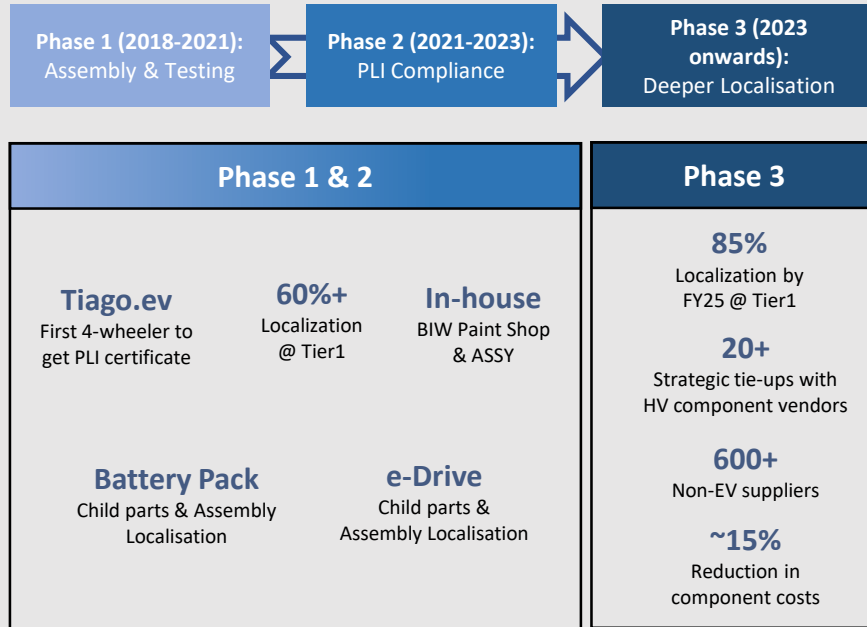 Phase 1 (2018-2021):
Assembly & Testing
Phase 2 (2021-2023):
PLI Compliance
Phase 3 (2023
onwards):
Deeper Localisation
Phase 1 & 2
Tiago.ev
First 4-wheeler to
get PLI certificate
60%+
Localization
@ Tier1
In-house
BIW Paint Shop
& ASSY
Battery Pack
Child parts & Assembly
Localisation
e-Drive
Child parts &
Assembly Localisation
Phase 3
85%
Localization by
FY25 @ Tier1
20+
Strategic tie-ups with
HV component vendors
600+
Non-EV suppliers
~15%
Reduction in
component costs